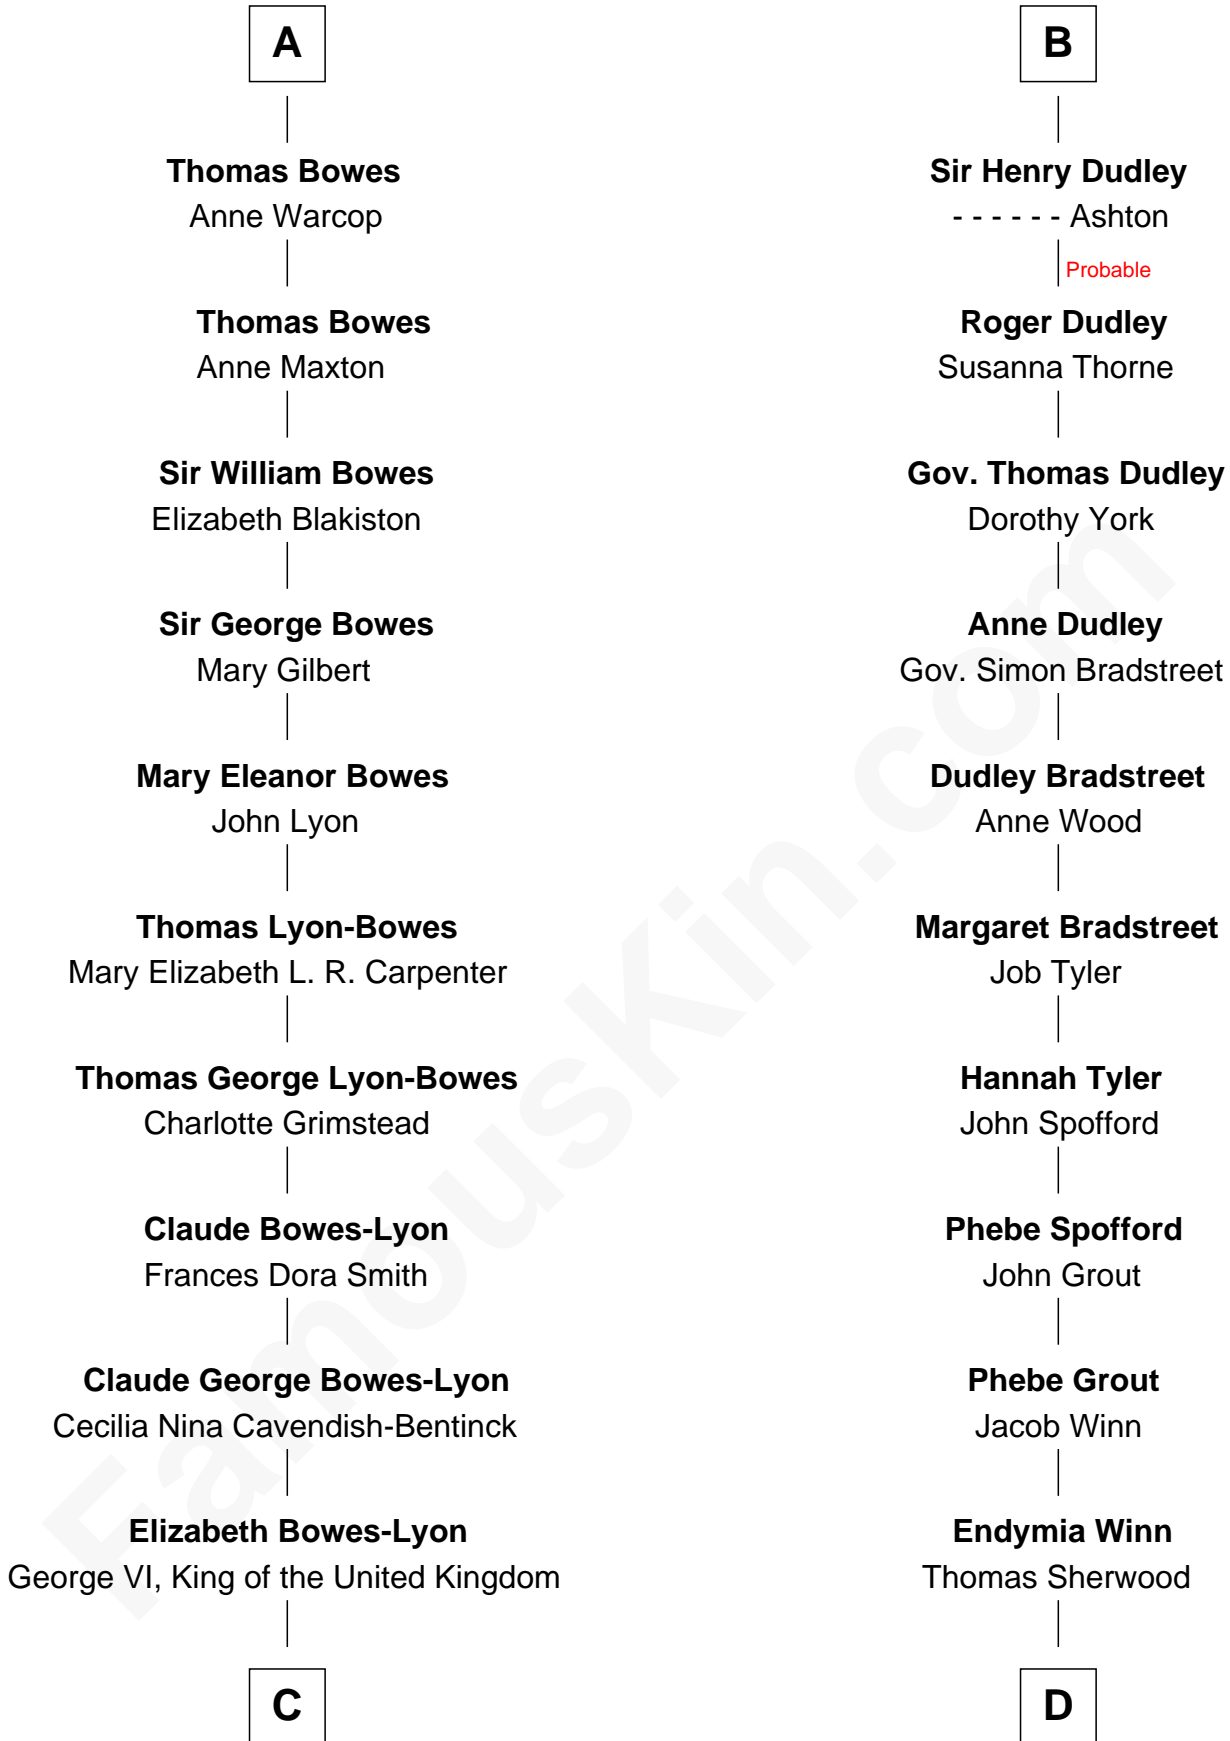 A
Thomas Bowes
Anne Warcop
Thomas Bowes
Anne Maxton
Sir William Bowes
Elizabeth Blakiston
Sir George Bowes
Mary Gilbert
Mary Eleanor Bowes
John Lyon
Thomas Lyon-Bowes
Mary Elizabeth L. R. Carpenter
Thomas George Lyon-Bowes
Charlotte Grimstead
Claude Bowes-Lyon
Frances Dora Smith
Claude George Bowes-Lyon
Cecilia Nina Cavendish-Bentinck
Elizabeth Bowes-Lyon
George VI, King of the United Kingdom
C
B
Sir Henry Dudley
- - - - - - Ashton
Probable
Roger Dudley
Susanna Thorne
Gov. Thomas Dudley
Dorothy York
Anne Dudley
Gov. Simon Bradstreet
Dudley Bradstreet
Anne Wood
Margaret Bradstreet
Job Tyler
Hannah Tyler
John Spofford
Phebe Spofford
John Grout
Phebe Grout
Jacob Winn
Endymia Winn
Thomas Sherwood
D
FamousKin.com